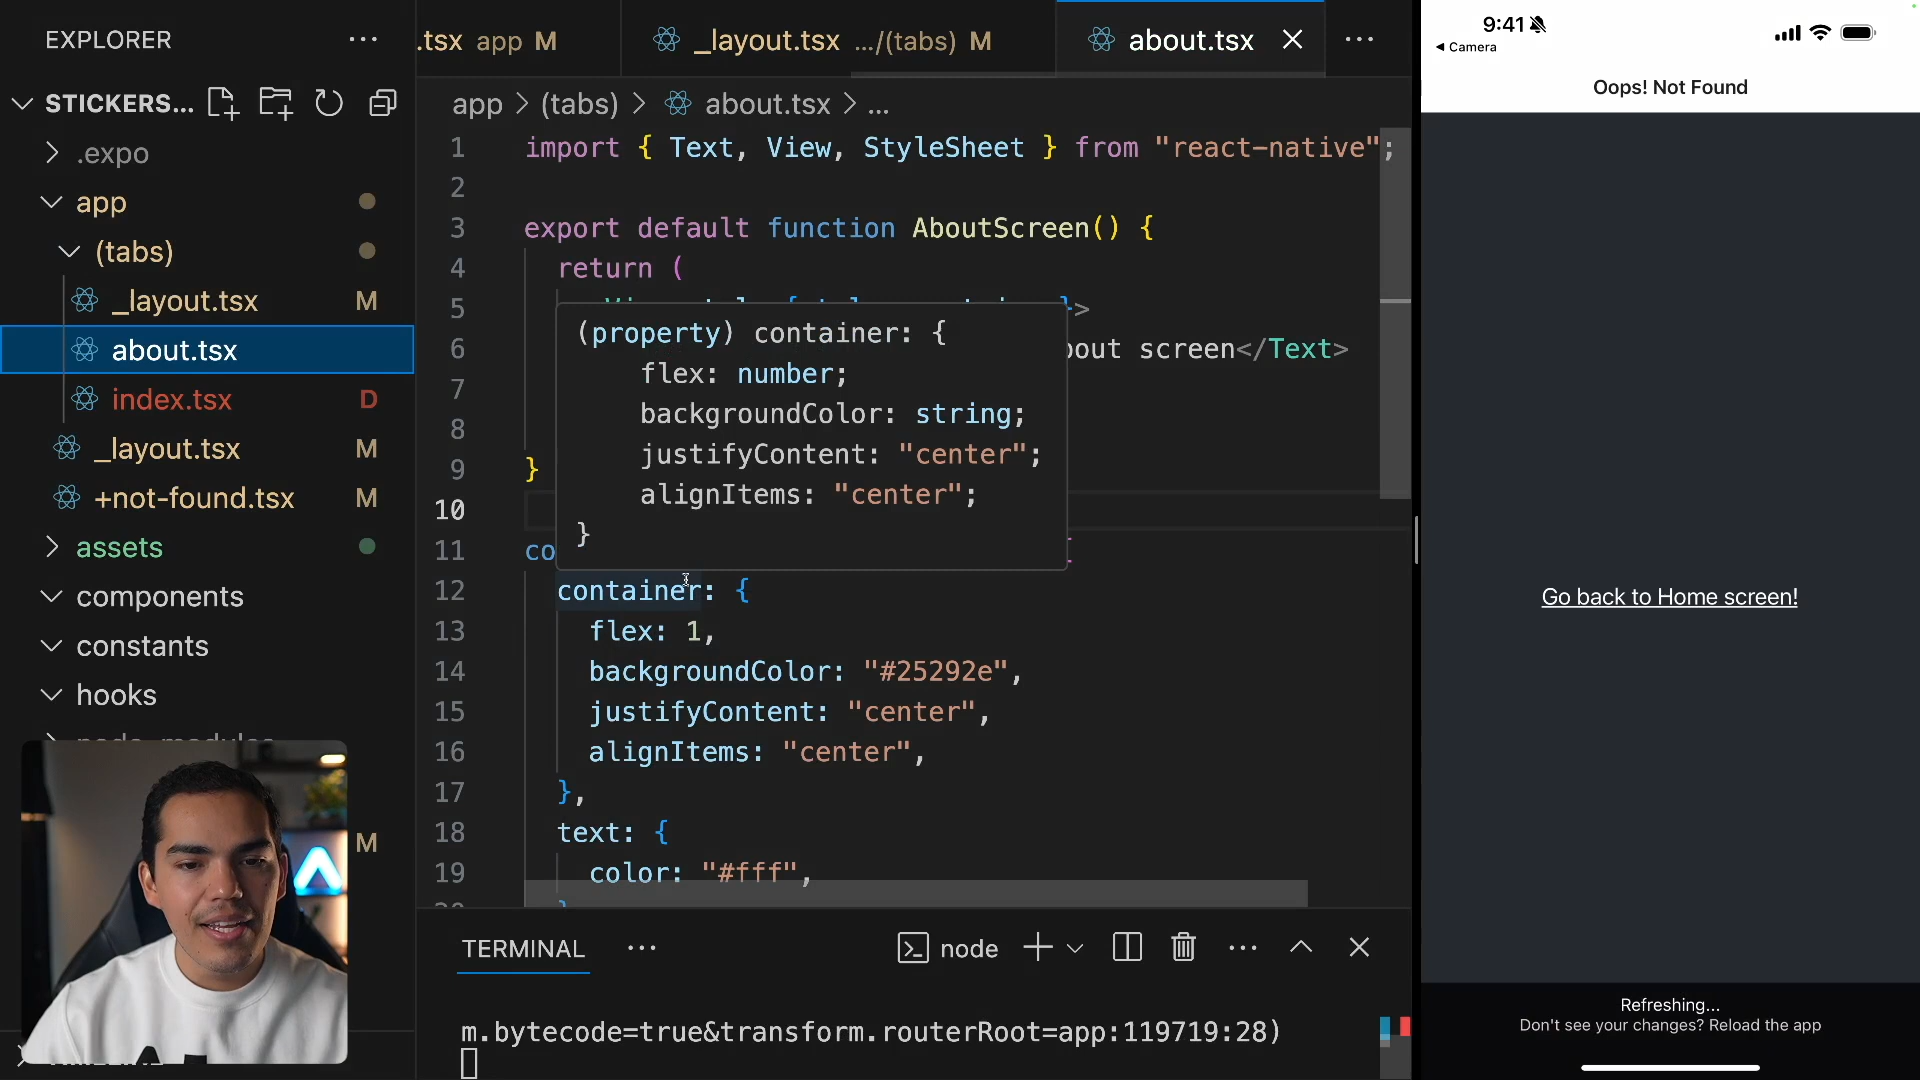 EXPLORER
STICKERS...
.expo
app
(tabs)
_layout.tsx M
about.tsx
index.tsx D
_layout.tsx M
+not-found.tsx M
assets
components
constants
hooks
M
.tsx app M
_layout.tsx .../(tabs) M
about.tsx
app > (tabs) > about.tsx > ...
1 import { Text, View, StyleSheet } from "react-native";
2
3 export default function AboutScreen() {
4 return (
5 />
6 bout screen</Text>
7
8
9 }
10
11 co
12 container: {
13 flex: 1,
14 backgroundColor: "#25292e",
15 justifyContent: "center",
16 alignItems: "center",
17 },
18 text: {
19 color: "#fff",
(property) container: {
flex: number;
backgroundColor: string;
justifyContent: "center";
alignItems: "center";
}
TERMINAL
node
m.bytecode=true&transform.routerRoot=app:119719:28)
9:41
Camera
Oops! Not Found
Go back to Home screen!
Refreshing...
Don't see your changes? Reload the app